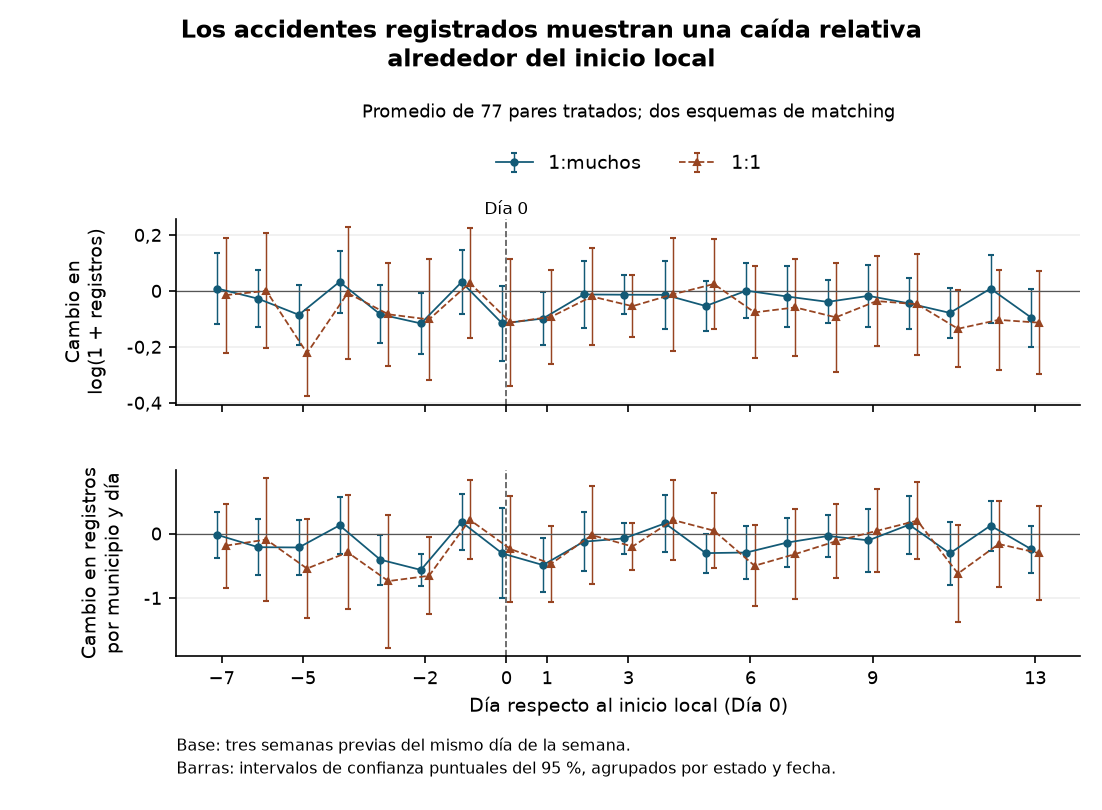 Los accidentes registrados muestran una caída relativa
alrededor del inicio local
Promedio de 77 pares tratados; dos esquemas de matching
1:muchos
1:1
Día 0
Cambio en
log(1 + registros)
0,2
0
-0,2
-0,4
Cambio en registros
por municipio y día
0
-1
−7
−5
−2
0
1
3
6
9
13
Día respecto al inicio local (Día 0)
Base: tres semanas previas del mismo día de la semana.
Barras: intervalos de confianza puntuales del 95 %, agrupados por estado y fecha.